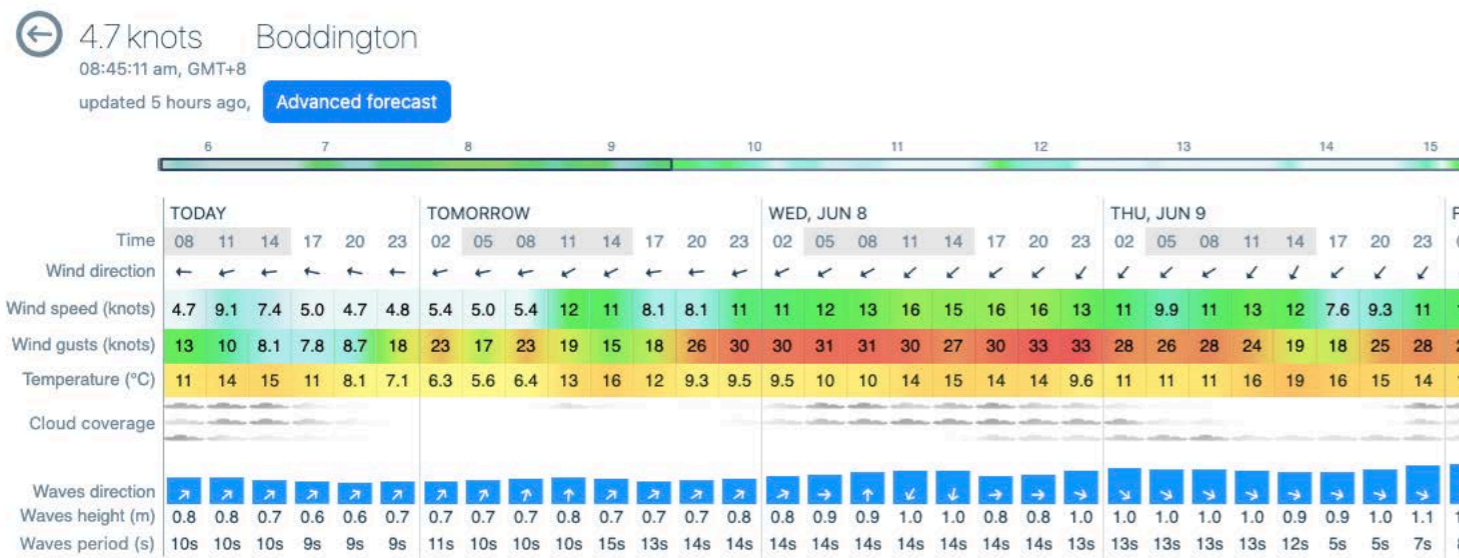 4.7 knots Boddington
08:45:11 am, GMT+8
updated 5 hours ago, Advanced forecast
6 7 8 9 10 11 12 13 14 15
TODAY TOMORROW WED, JUN 8 THU, JUN 9 F
Time 08 11 14 17 20 23 02 05 08 11 14 17 20 23 02 05 08 11 14 17 20 23 02 05 08 11 14 17 20 23
Wind direction
Wind speed (knots) 4.7 9.1 7.4 5.0 4.7 4.8 5.4 5.0 5.4 12 11 8.1 8.1 11 11 12 13 16 15 16 16 13 11 9.9 11 13 12 7.6 9.3 11
Wind gusts (knots) 13 10 8.1 7.8 8.7 18 23 17 23 19 15 18 26 30 30 31 31 30 27 30 33 33 28 26 28 24 19 18 25 28
Temperature (°C) 11 14 15 11 8.1 7.1 6.3 5.6 6.4 13 16 12 9.3 9.5 9.5 10 10 14 15 14 14 9.6 11 11 11 16 19 16 15 14
Cloud coverage
Waves direction
Waves height (m) 0.8 0.8 0.7 0.6 0.6 0.7 0.7 0.7 0.7 0.8 0.7 0.7 0.7 0.8 0.8 0.9 0.9 1.0 1.0 0.8 0.8 1.0 1.0 1.0 1.0 1.0 0.9 0.9 1.0 1.1
Waves period (s) 10s 10s 10s 9s 9s 9s 11s 10s 10s 10s 15s 13s 14s 14s 14s 14s 14s 14s 14s 14s 14s 13s 13s 13s 13s 13s 12s 5s 5s 7s